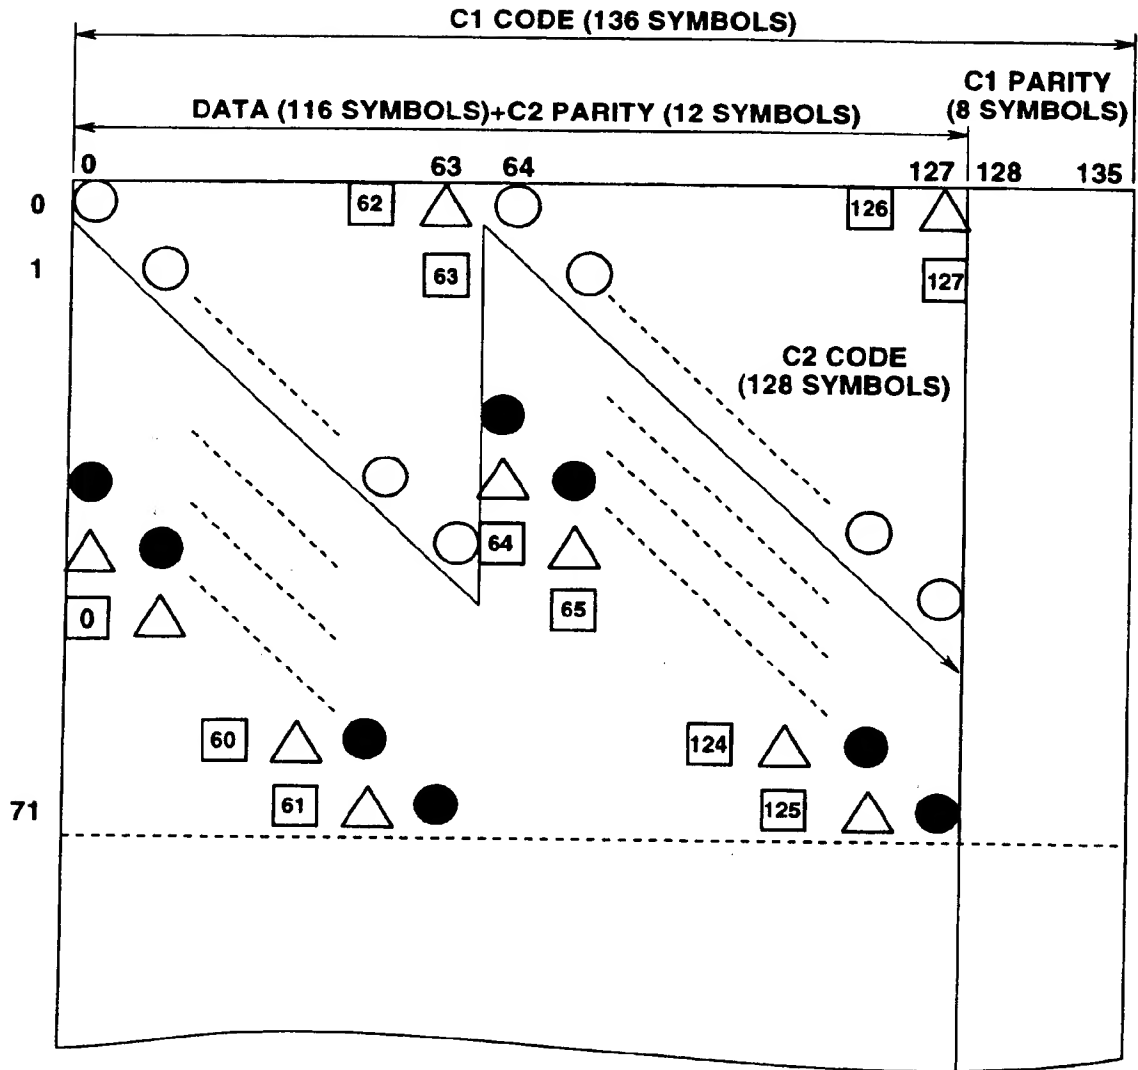 C1 CODE (136 SYMBOLS)
C1 PARITY
(8 SYMBOLS)
DATA (116 SYMBOLS)+C2 PARITY (12 SYMBOLS)
0 63 64 127 128 135
0 62 126
1 63 127
C2 CODE
(128 SYMBOLS)
64
0 65
60 124
71 61 125